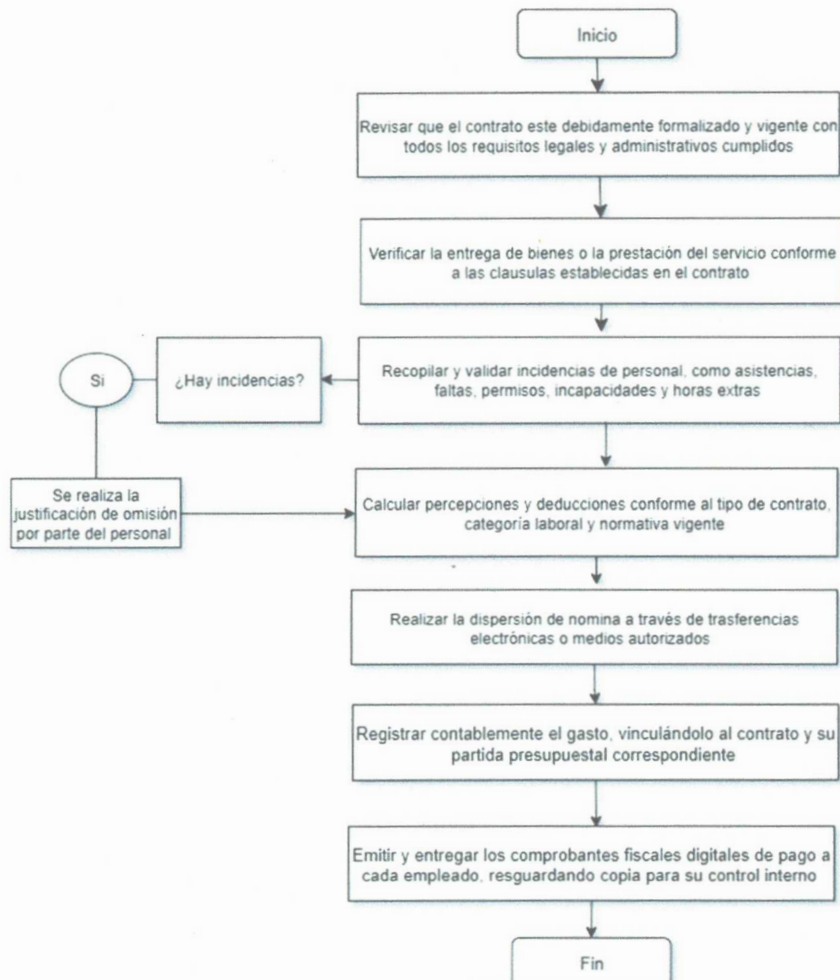 Inicio
Revisar que el contrato este debidamente formalizado y vigente con
todos los requisitos legales y administrativos cumplidos
Verificar la entrega de bienes o la prestación del servicio conforme
a las clausulas establecidas en el contrato
Recopilar y validar incidencias de personal, como asistencias,
faltas, permisos, incapacidades y horas extras
¿Hay incidencias?
Si
Se realiza la
justificación de omisión
por parte del personal
Calcular percepciones y deducciones conforme al tipo de contrato,
categoría laboral y normativa vigente
Realizar la dispersión de nomina a través de trasferencias
electrónicas o medios autorizados
Registrar contablemente el gasto, vinculándolo al contrato y su
partida presupuestal correspondiente
Emitir y entregar los comprobantes fiscales digitales de pago a
cada empleado, resguardando copia para su control interno
Fin